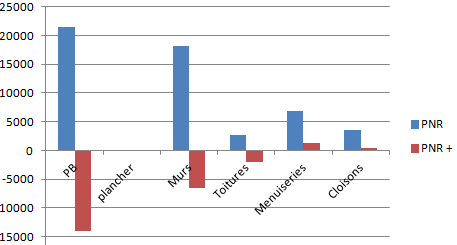 25000
20000
15000
10000
5000
0
-5000
10000
15000
PB
plancher
Murs
Toitures
Menuiseries
Cloisons
PNR
PNR +